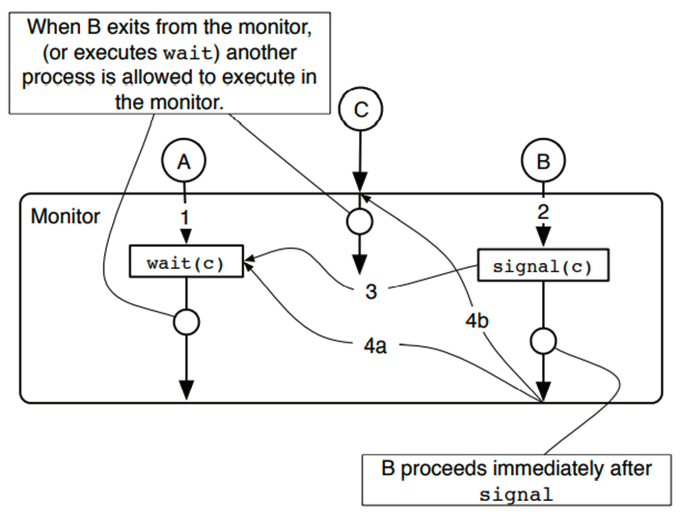 When B exits from the monitor,
(or executes wait) another
process is allowed to execute in
the monitor.
C
A
B
Monitor
1
2
wait(c)
signal(c)
3
4b
4a
B proceeds immediately after
signal